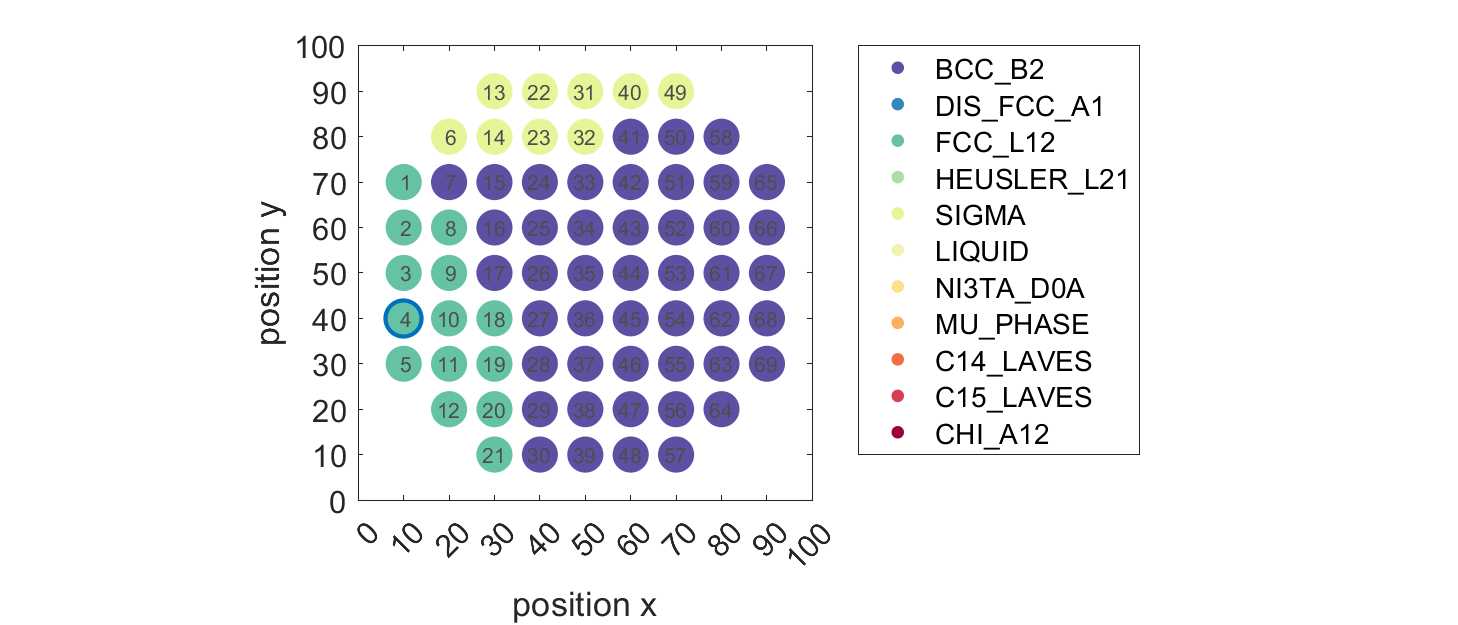 100
90 13 22 31 40 49
80 6 14 23 32 41 50 58
70 1 7 15 24 33 42 51 59 65
60 2 8 16 25 34 43 52 60 66
50 3 9 17 26 35 44 53 61 67
40 4 10 18 27 36 45 54 62 68
30 5 11 19 28 37 46 55 63 69
20 12 20 29 38 47 56 64
10 21 30 39 48 57
0
position y
0 10 20 30 40 50 60 70 80 90 100
position x
BCC_B2
DIS_FCC_A1
FCC_L12
HEUSLER_L21
SIGMA
LIQUID
NI3TA_D0A
MU_PHASE
C14_LAVES
C15_LAVES
CHI_A12